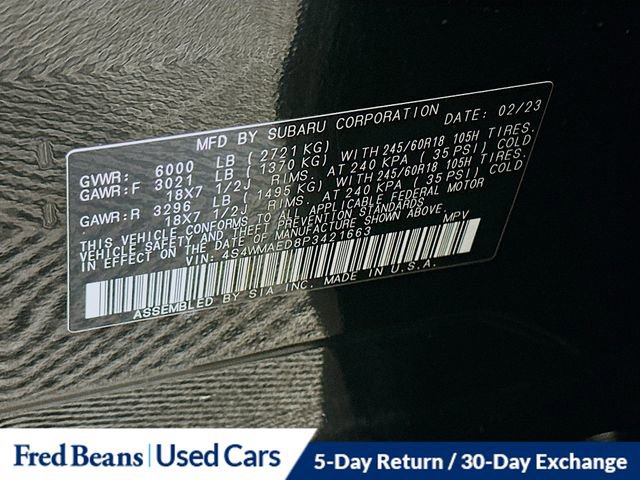 MFD BY SUBARU CORPORATION DATE: 02/23
GVWR: 6000 LB (2721 KG)
GAWR:F 3021 LB (1370 KG) WITH 245/60R18 105H TIRES.
18X7 1/2J RIMS. AT 240 KPA ( 35 PSI) COLD
GAWR:R 3296 LB (1495 KG) WITH 245/60R18 105H TIRES.
18X7 1/2J RIMS. AT 240 KPA ( 35 PSI) COLD
THIS VEHICLE CONFORMS TO ALL APPLICABLE FEDERAL MOTOR
VEHICLE SAFETY AND THEFT PREVENTION STANDARDS
IN EFFECT ON THE DATE OF MANUFACTURE SHOWN ABOVE.
VIN: 4S4WMAED8P3421663 MPV
ASSEMBLED BY SIA INC. MADE IN U.S.A.
Fred Beans Used Cars
5-Day Return / 30-Day Exchange